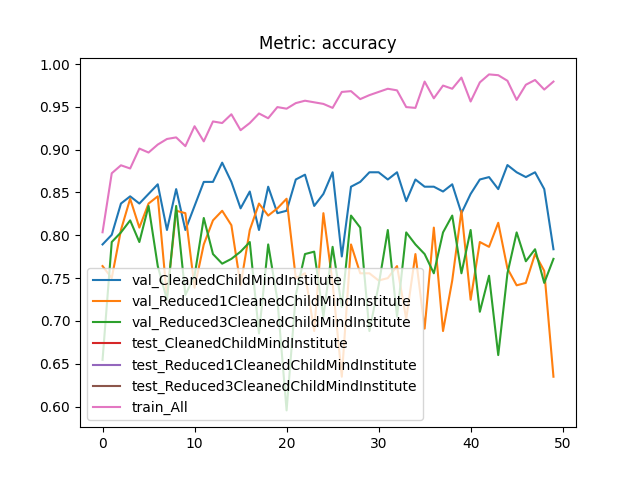 Metric: accuracy
1.00
0.95
0.90
0.85
0.80
0.75
0.70
0.65
0.60
val_CleanedChildMindInstitute
val_Reduced1CleanedChildMindInstitute
val_Reduced3CleanedChildMindInstitute
test_CleanedChildMindInstitute
test_Reduced1CleanedChildMindInstitute
test_Reduced3CleanedChildMindInstitute
train_All
0 10 20 30 40 50